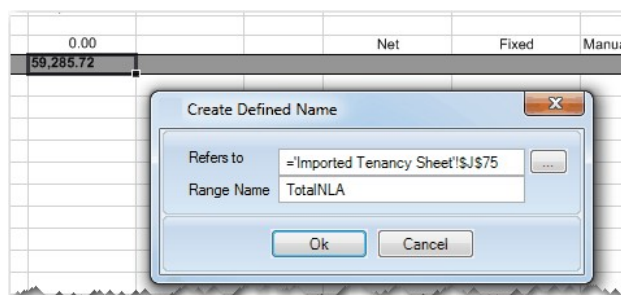 0.00 Net Fixed Manua
59,285.72
Create Defined Name
Refers to ='Imported Tenancy Sheet'!$J$75 ...
Range Name TotalNLA
Ok Cancel